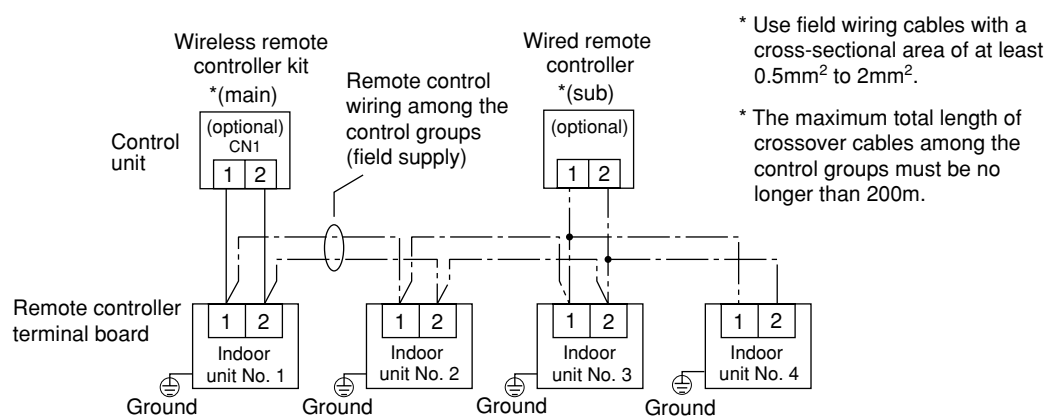 Wireless remote
controller kit
*(main)
Control
unit
(optional)
CN1
1 2
Remote control
wiring among the
control groups
(field supply)
Wired remote
controller
*(sub)
(optional)
1 2
* Use field wiring cables with a
cross-sectional area of at least
0.5mm² to 2mm².
* The maximum total length of
crossover cables among the
control groups must be no
longer than 200m.
Remote controller
terminal board
1 2
Indoor
unit No. 1
Ground
1 2
Indoor
unit No. 2
Ground
1 2
Indoor
unit No. 3
Ground
1 2
Indoor
unit No. 4
Ground